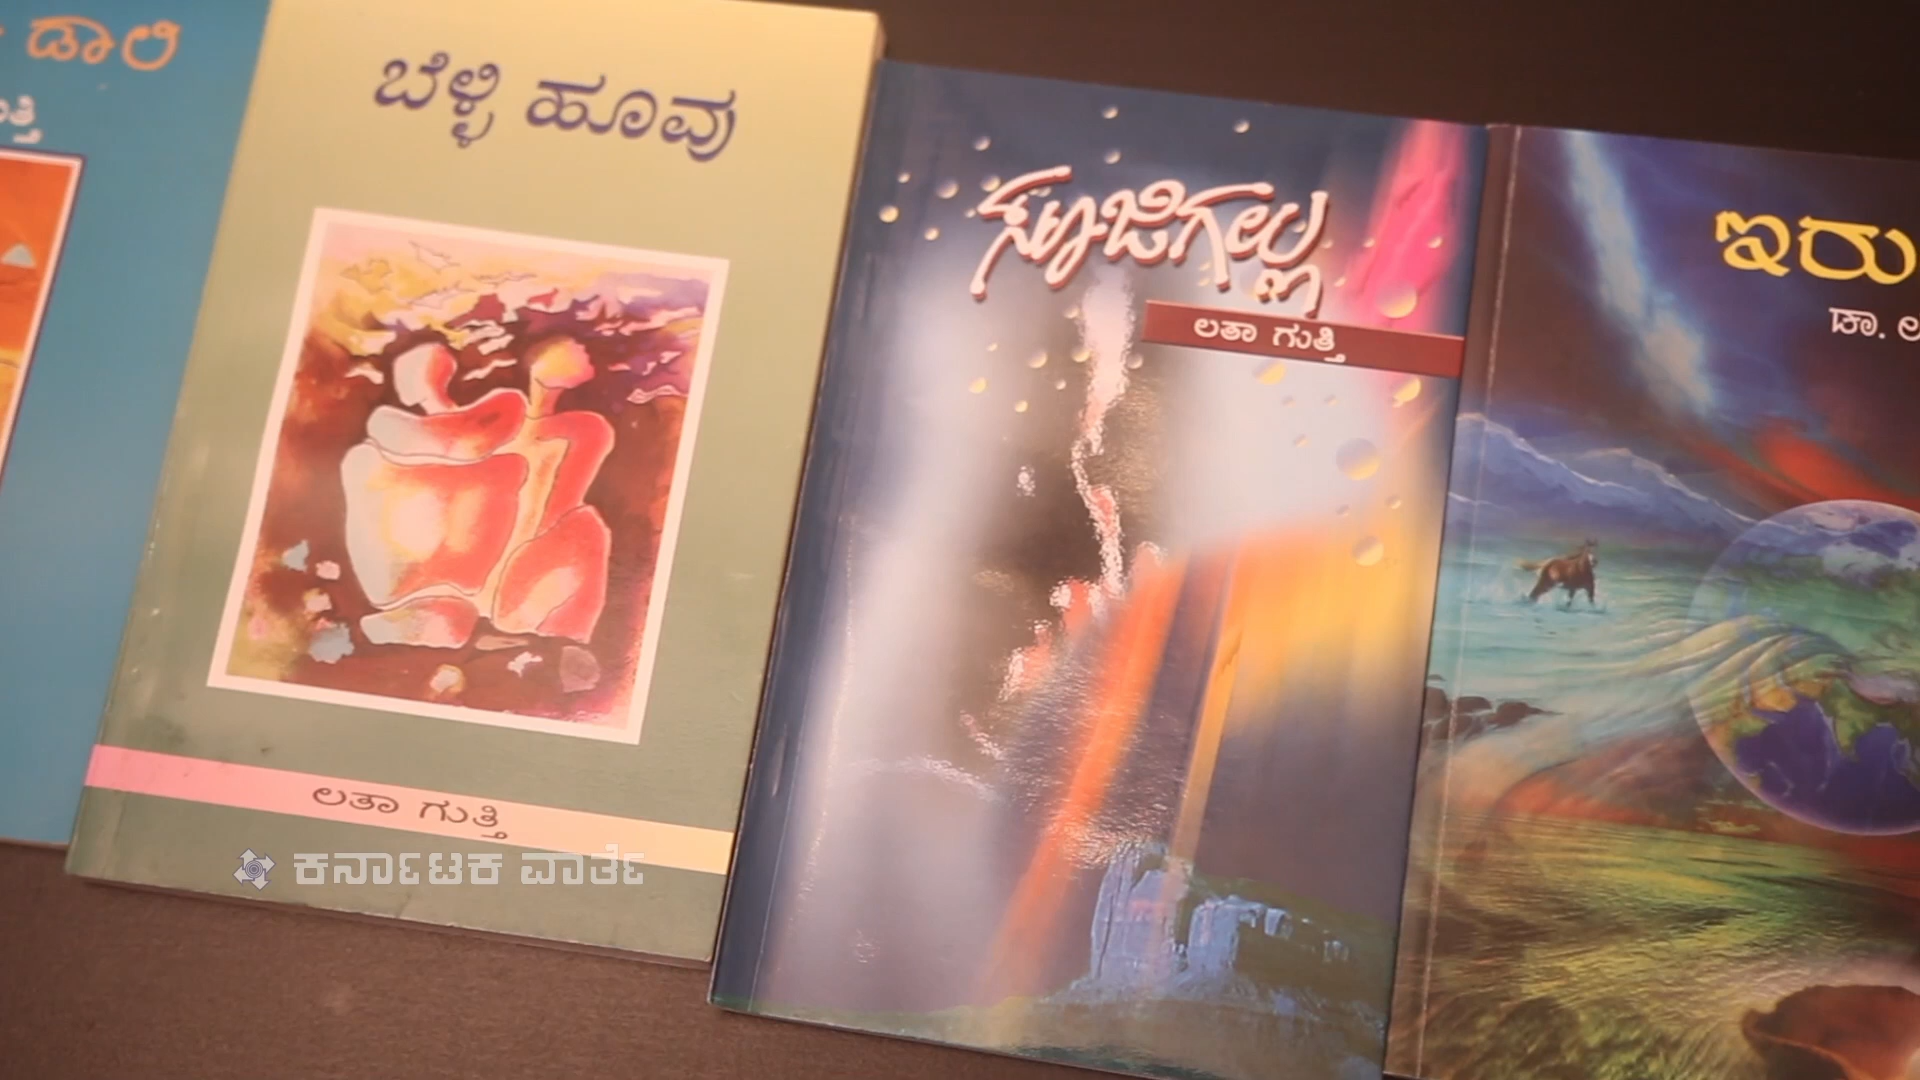 ಡಾಲಿ
ಬೆಳ್ಳಿ ಹೂವು
ಲತಾ ಗುತ್ತಿ
ಸೂಜಿಗಲ್ಲು
ಲತಾ ಗುತ್ತಿ
ಇರು
ಡಾ.
ಕರ್ನಾಟಕ ವಾರ್ತೆ